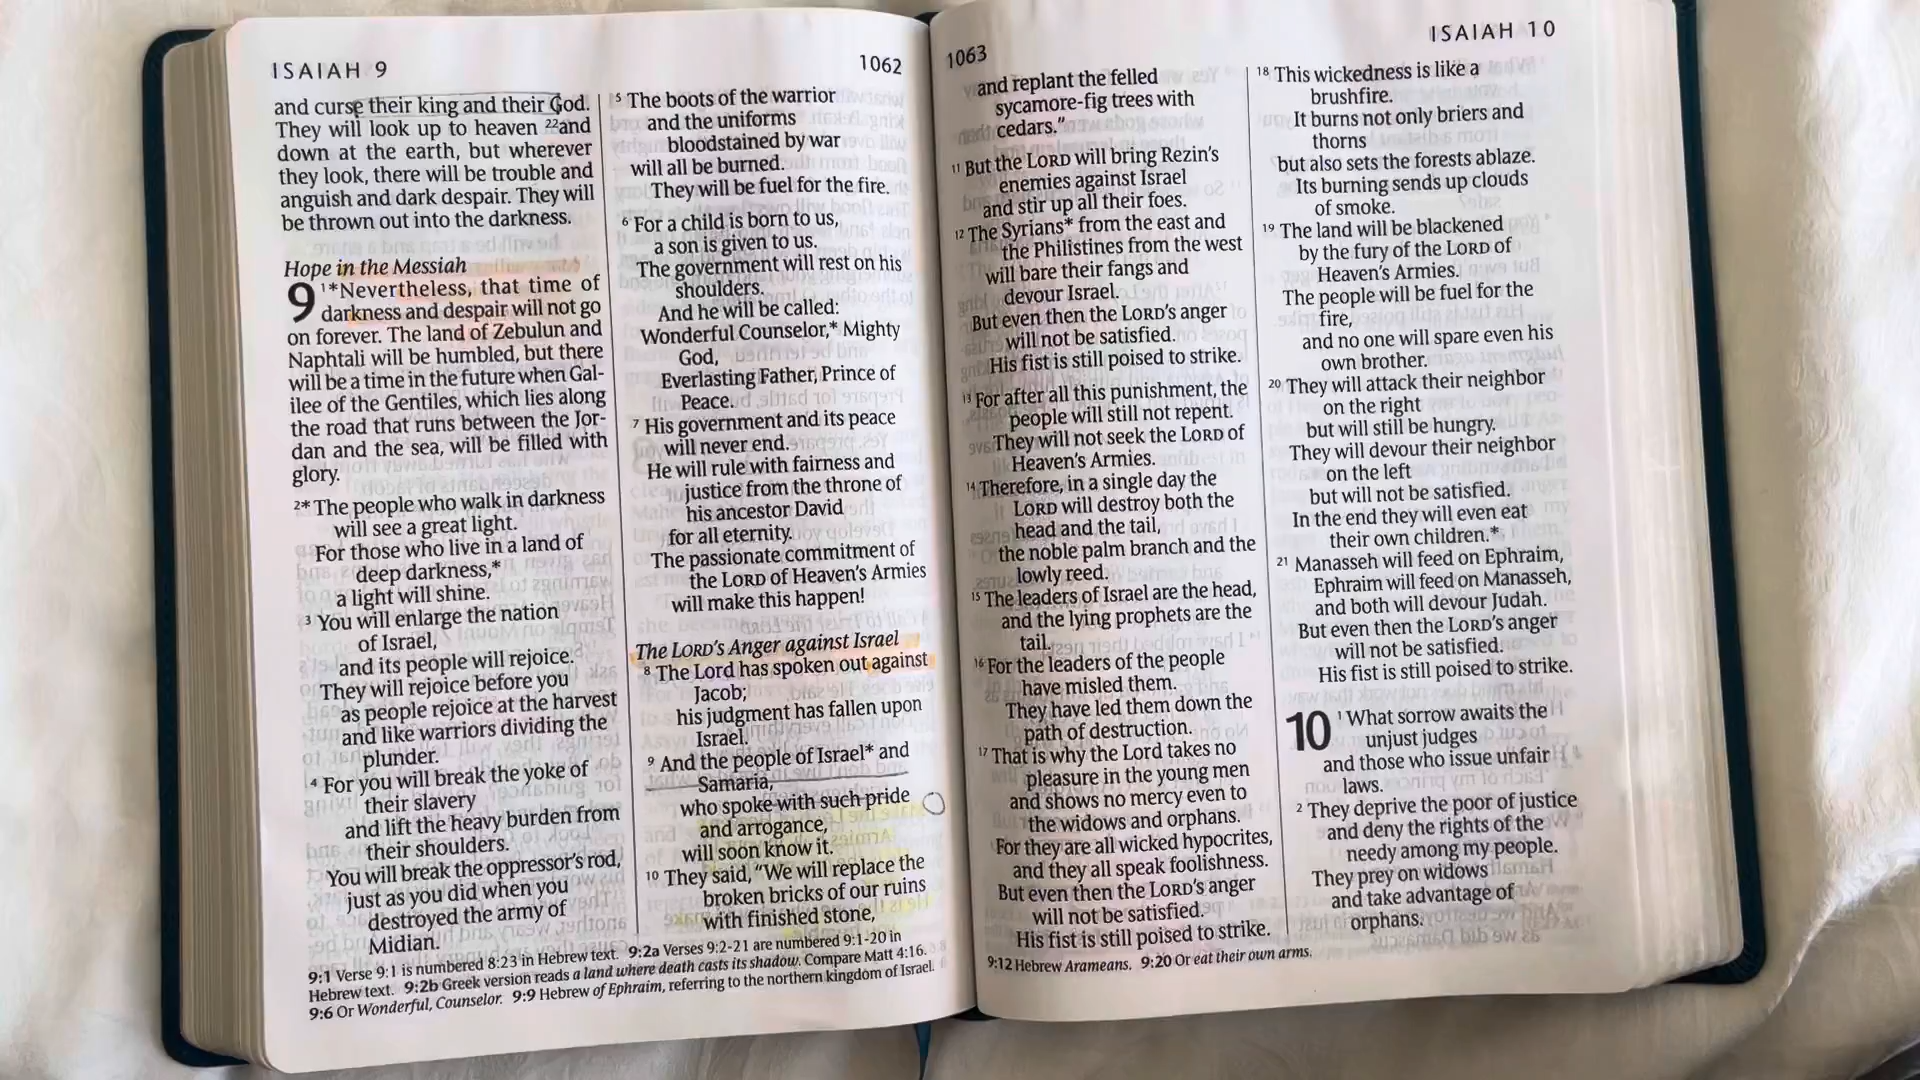 ISAIAH 9
1062
and curse their king and their God.
They will look up to heaven 22and
down at the earth, but wherever
they look, there will be trouble and
anguish and dark despair. They will
be thrown out into the darkness.
Hope in the Messiah
9 1*Nevertheless, that time of
darkness and despair will not go
on forever. The land of Zebulun and
Naphtali will be humbled, but there
will be a time in the future when Gal-
ilee of the Gentiles, which lies along
the road that runs between the Jor-
dan and the sea, will be filled with
glory.
2* The people who walk in darkness
will see a great light.
For those who live in a land of
deep darkness,*
a light will shine.
3 You will enlarge the nation
of Israel,
and its people will rejoice.
They will rejoice before you
as people rejoice at the harvest
and like warriors dividing the
plunder.
4 For you will break the yoke of
their slavery
and lift the heavy burden from
their shoulders.
You will break the oppressor's rod,
just as you did when you
destroyed the army of
Midian.
5 The boots of the warrior
and the uniforms
bloodstained by war
will all be burned.
They will be fuel for the fire.
6 For a child is born to us,
a son is given to us.
The government will rest on his
shoulders.
And he will be called:
Wonderful Counselor,* Mighty
God,
Everlasting Father, Prince of
Peace.
7 His government and its peace
will never end.
He will rule with fairness and
justice from the throne of
his ancestor David
for all eternity.
The passionate commitment of
the LORD of Heaven's Armies
will make this happen!
The LORD's Anger against Israel
8 The Lord has spoken out against
Jacob;
his judgment has fallen upon
Israel.
9 And the people of Israel* and
Samaria,
who spoke with such pride
and arrogance,
will soon know it.
10 They said, "We will replace the
broken bricks of our ruins
with finished stone,
9:1 Verse 9:1 is numbered 8:23 in Hebrew text. 9:2a Verses 9:2-21 are numbered 9:1-20 in
Hebrew text. 9:2b Greek version reads a land where death casts its shadow. Compare Matt 4:16.
9:6 Or Wonderful, Counselor. 9:9 Hebrew of Ephraim, referring to the northern kingdom of Israel.
1063
ISAIAH 10
and replant the felled
sycamore-fig trees with
cedars."
11 But the LORD will bring Rezin's
enemies against Israel
and stir up all their foes.
12 The Syrians* from the east and
the Philistines from the west
will bare their fangs and
devour Israel.
But even then the LORD's anger
will not be satisfied.
His fist is still poised to strike.
13 For after all this punishment, the
people will still not repent.
They will not seek the LORD of
Heaven's Armies.
14 Therefore, in a single day the
LORD will destroy both the
head and the tail,
the noble palm branch and the
lowly reed.
15 The leaders of Israel are the head,
and the lying prophets are the
tail.
16 For the leaders of the people
have misled them.
They have led them down the
path of destruction.
17 That is why the Lord takes no
pleasure in the young men
and shows no mercy even to
the widows and orphans.
For they are all wicked hypocrites,
and they all speak foolishness.
But even then the LORD's anger
will not be satisfied.
His fist is still poised to strike.
18 This wickedness is like a
brushfire.
It burns not only briers and
thorns
but also sets the forests ablaze.
Its burning sends up clouds
of smoke.
19 The land will be blackened
by the fury of the LORD of
Heaven's Armies.
The people will be fuel for the
fire,
and no one will spare even his
own brother.
20 They will attack their neighbor
on the right
but will still be hungry.
They will devour their neighbor
on the left
but will not be satisfied.
In the end they will even eat
their own children.*
21 Manasseh will feed on Ephraim,
Ephraim will feed on Manasseh,
and both will devour Judah.
But even then the LORD's anger
will not be satisfied.
His fist is still poised to strike.
10 1 What sorrow awaits the
unjust judges
and those who issue unfair
laws.
2 They deprive the poor of justice
and deny the rights of the
needy among my people.
They prey on widows
and take advantage of
orphans.
9:12 Hebrew Arameans. 9:20 Or eat their own arms.